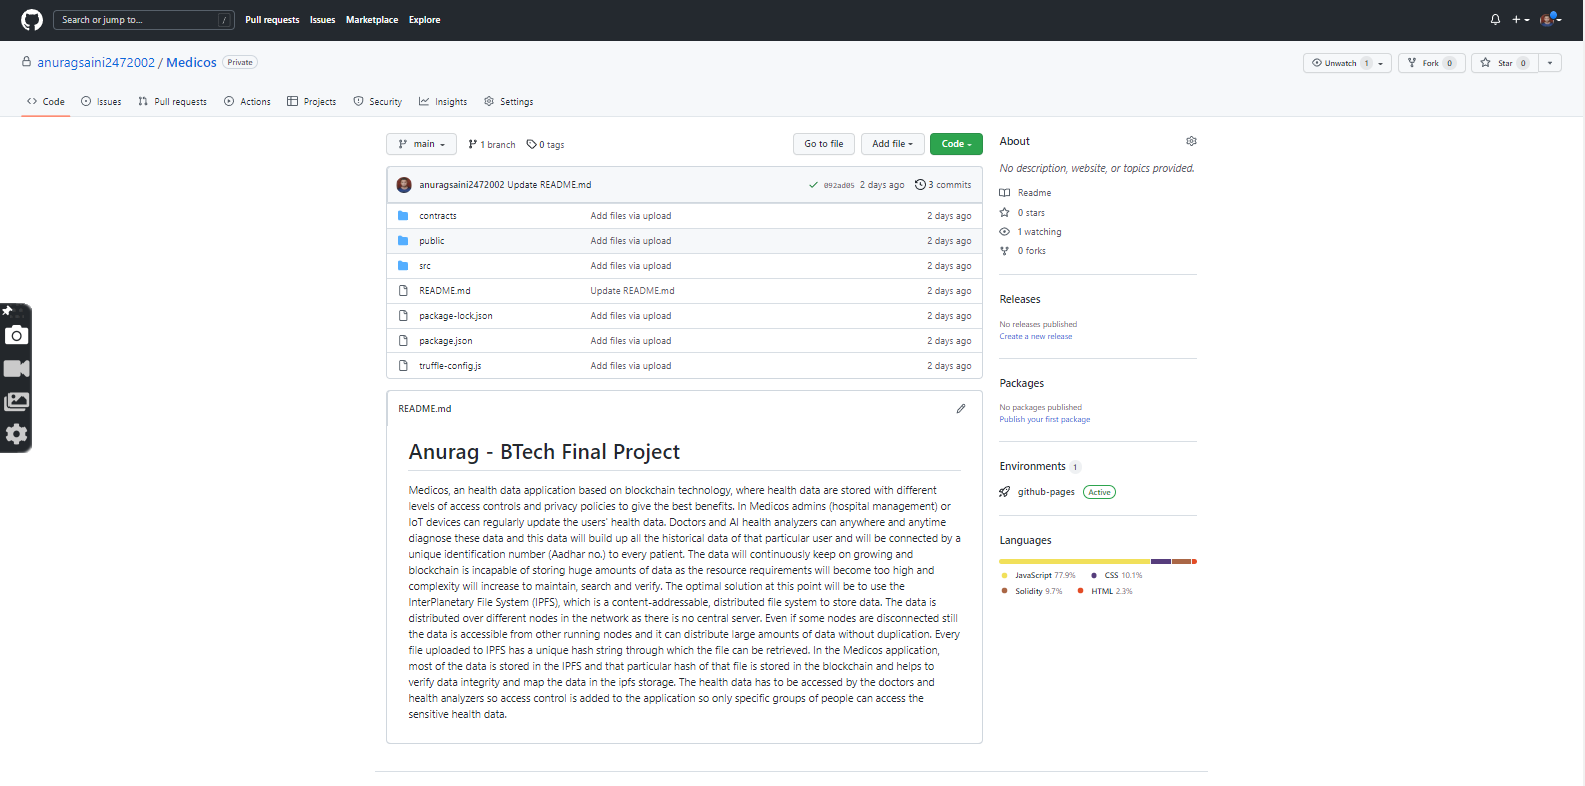 Search or jump to... /
Pull requests Issues Marketplace Explore
anuragsaini2472002 / Medicos Private
Unwatch 1 Fork 0 Star 0
Code Issues Pull requests Actions Projects Security Insights Settings
main 1 branch 0 tags Go to file Add file Code
anuragsaini2472002 Update README.md 092ad05 2 days ago 3 commits
contracts Add files via upload 2 days ago
public Add files via upload 2 days ago
src Add files via upload 2 days ago
README.md Update README.md 2 days ago
package-lock.json Add files via upload 2 days ago
package.json Add files via upload 2 days ago
truffle-config.js Add files via upload 2 days ago
README.md
Anurag - BTech Final Project
Medicos, an health data application based on blockchain technology, where health data are stored with different
levels of access controls and privacy policies to give the best benefits. In Medicos admins (hospital management) or
IoT devices can regularly update the users' health data. Doctors and AI health analyzers can anywhere and anytime
diagnose these data and this data will build up all the historical data of that particular user and will be connected by a
unique identification number (Aadhar no.) to every patient. The data will continuously keep on growing and
blockchain is incapable of storing huge amounts of data as the resource requirements will become too high and
complexity will increase to maintain, search and verify. The optimal solution at this point will be to use the
InterPlanetary File System (IPFS), which is a content-addressable, distributed file system to store data. The data is
distributed over different nodes in the network as there is no central server. Even if some nodes are disconnected still
the data is accessible from other running nodes and it can distribute large amounts of data without duplication. Every
file uploaded to IPFS has a unique hash string through which the file can be retrieved. In the Medicos application,
most of the data is stored in the IPFS and that particular hash of that file is stored in the blockchain and helps to
verify data integrity and map the data in the ipfs storage. The health data has to be accessed by the doctors and
health analyzers so access control is added to the application so only specific groups of people can access the
sensitive health data.
About
No description, website, or topics provided.
Readme
0 stars
1 watching
0 forks
Releases
No releases published
Create a new release
Packages
No packages published
Publish your first package
Environments 1
github-pages Active
Languages
JavaScript 77.9% CSS 10.1%
Solidity 9.7% HTML 2.3%